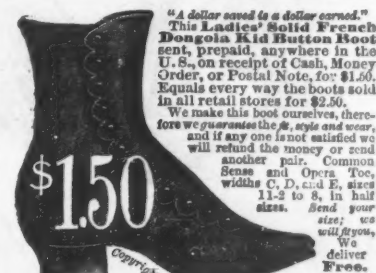 "A dollar saved is a dollar earned."
This Ladies' Solid French
Dongola Kid Button Boot
sent, prepaid, anywhere in the
U.S., on receipt of Cash, Money
Order, or Postal Note, for $1.50.
Equals every way the boots sold
in all retail stores for $2.50.
We make this boot ourselves, there-
fore we guarantee the fit, style and wear,
and if any one is not satisfied we
will refund the money or send
another pair. Common
Sense and Opera Toe,
widths C, D, and E, sizes
1 1-2 to 8, in half
sizes. Send your
size; we
will fit you,
We
deliver
Free.
$1.50